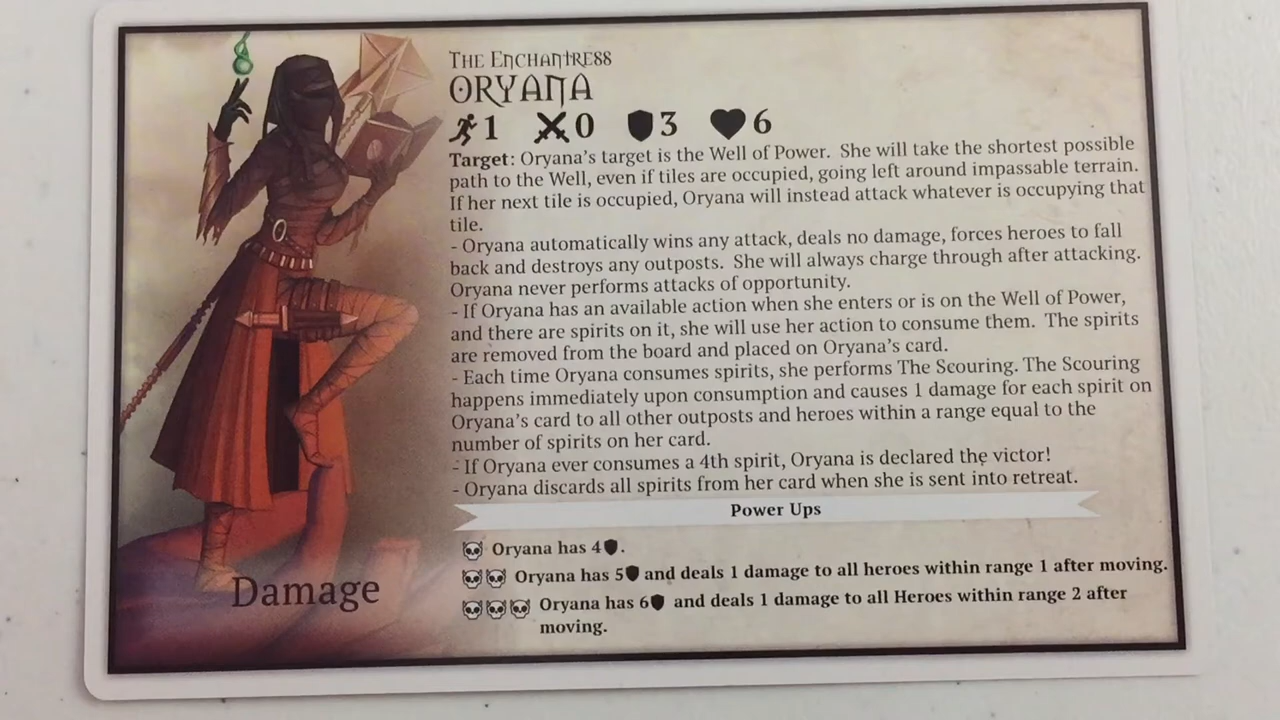 The Enchantress
ORYANA
1 0 3 6
Target: Oryana's target is the Well of Power. She will take the shortest possible
path to the Well, even if tiles are occupied, going left around impassable terrain.
If her next tile is occupied, Oryana will instead attack whatever is occupying that
tile.
- Oryana automatically wins any attack, deals no damage, forces heroes to fall
back and destroys any outposts. She will always charge through after attacking.
Oryana never performs attacks of opportunity.
- If Oryana has an available action when she enters or is on the Well of Power,
and there are spirits on it, she will use her action to consume them. The spirits
are removed from the board and placed on Oryana's card.
- Each time Oryana consumes spirits, she performs The Scouring. The Scouring
happens immediately upon consumption and causes 1 damage for each spirit on
Oryana's card to all other outposts and heroes within a range equal to the
number of spirits on her card.
- If Oryana ever consumes a 4th spirit, Oryana is declared the victor!
- Oryana discards all spirits from her card when she is sent into retreat.
Power Ups
Oryana has 4.
Oryana has 5 and deals 1 damage to all heroes within range 1 after moving.
Oryana has 6 and deals 1 damage to all Heroes within range 2 after
moving.
Damage